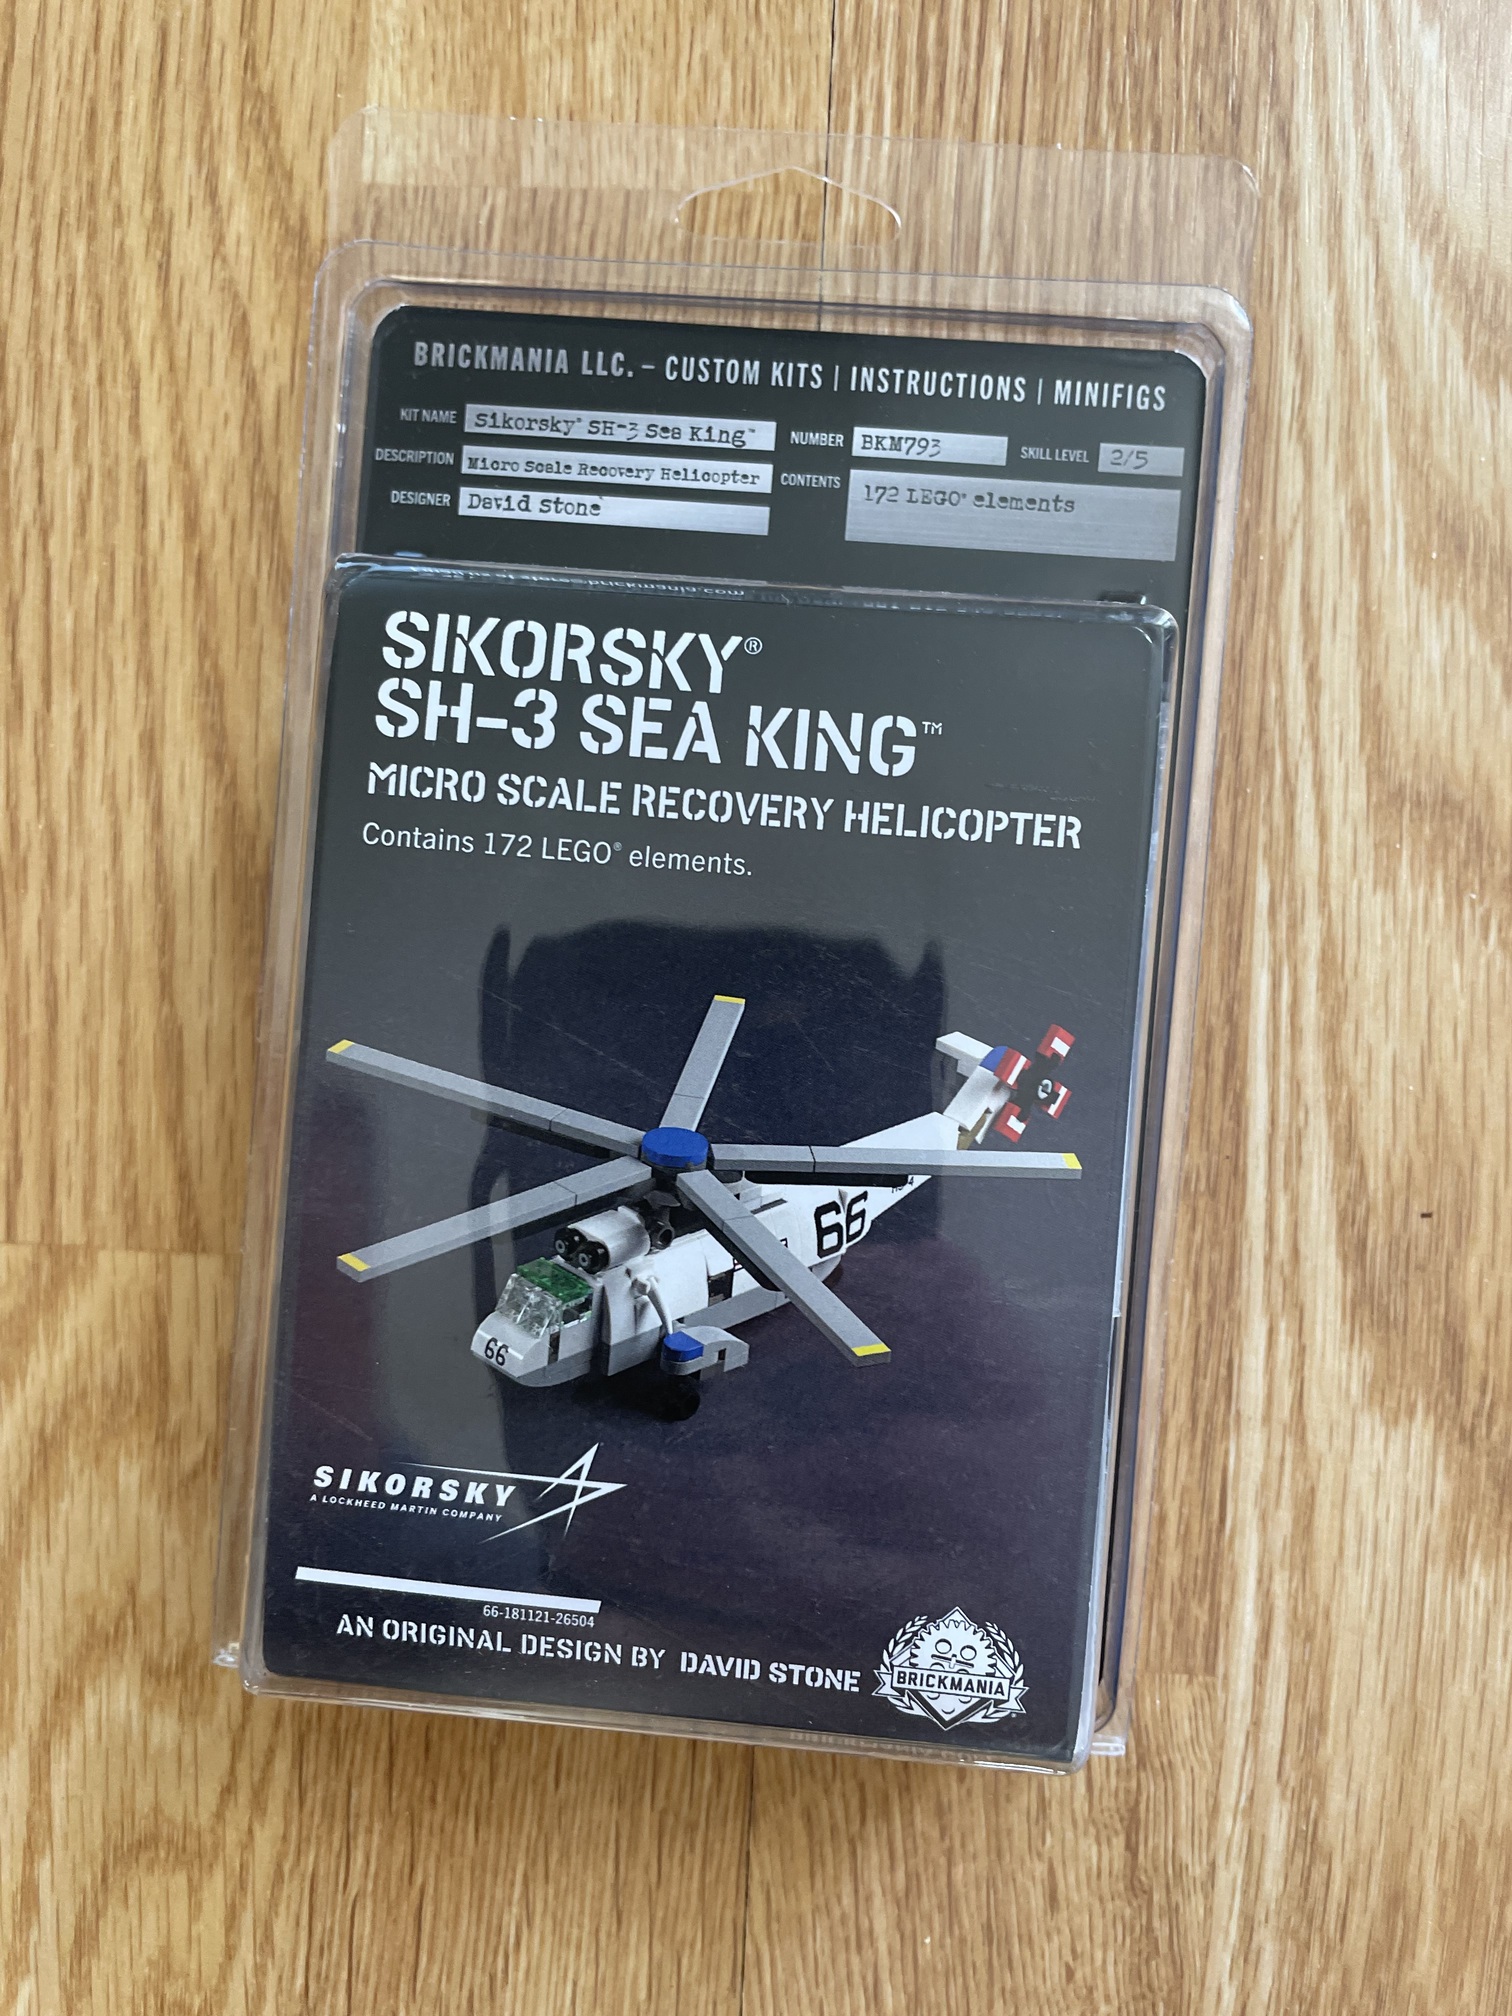 BRICKMANIA LLC. – CUSTOM KITS | INSTRUCTIONS | MINIFIGS
KIT NAME Sikorsky® SH-3 Sea King™ NUMBER BKM793 SKILL LEVEL 2/5
DESCRIPTION Micro Scale Recovery Helicopter CONTENTS 172 LEGO® elements
DESIGNER David Stone
SIKORSKY®
SH-3 SEA KING™
MICRO SCALE RECOVERY HELICOPTER
Contains 172 LEGO® elements.
66
66
SIKORSKY
A LOCKHEED MARTIN COMPANY
66-181121-26504
AN ORIGINAL DESIGN BY DAVID STONE
BRICKMANIA